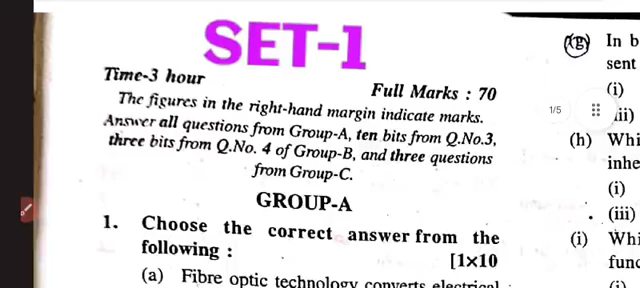 SET-1
Time-3 hour
Full Marks : 70
The figures in the right-hand margin indicate marks.
Answer all questions from Group-A, ten bits from Q.No.3,
three bits from Q.No. 4 of Group-B, and three questions
from Group-C.
GROUP-A
1. Choose the correct answer from the
following : [1×10
(a) Fibre optic technology converts electrical
In b
sent
(i)
1/5
(h) Whi
inhe
(i)
(iii)
(i) Whi
func
(i)